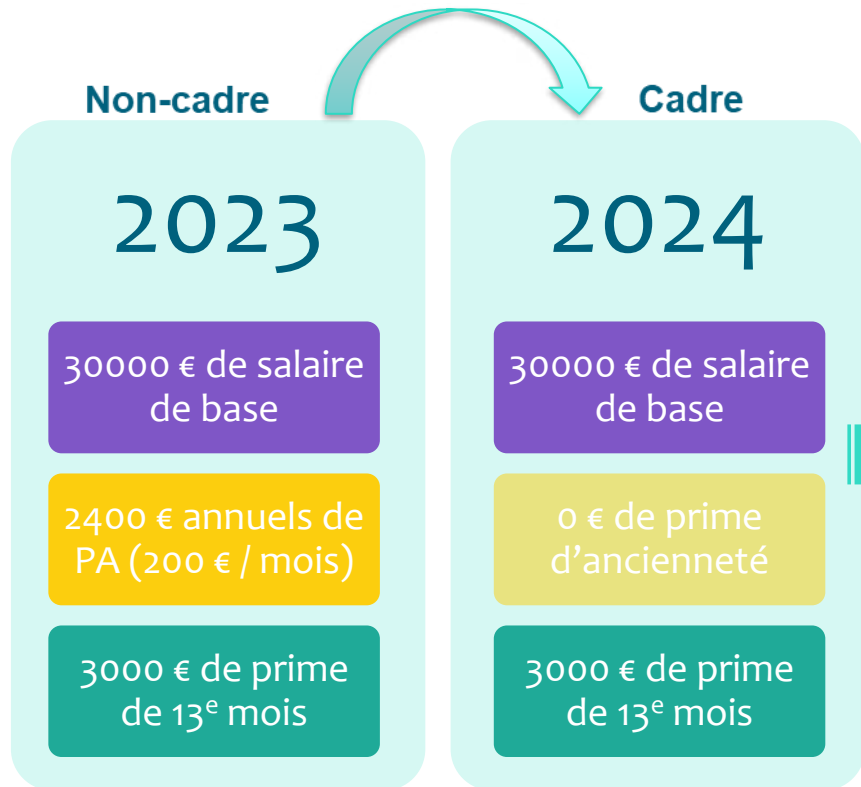 Non-cadre
2023
30000 € de salaire
de base
2400 € annuels de
PA (200 € / mois)
3000 € de prime
de 13e mois
Cadre
2024
30000 € de salaire
de base
0 € de prime
d'ancienneté
3000 € de prime
de 13e mois